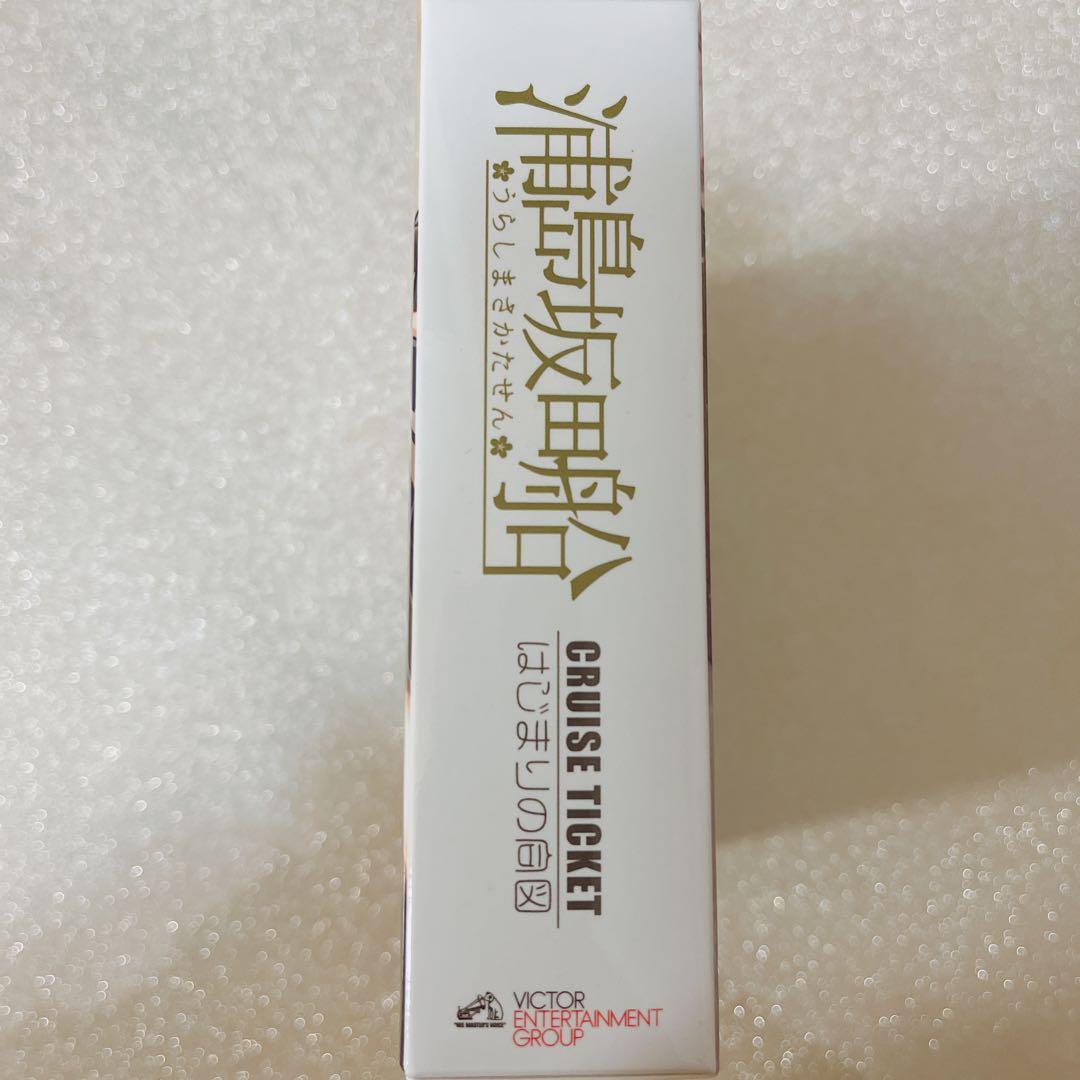 浦島坂田船
✿うらしまさかたせん✿
CRUISE TICKET
はじまりの合図
"HIS MASTER'S VOICE"
VICTOR
ENTERTAINMENT
GROUP